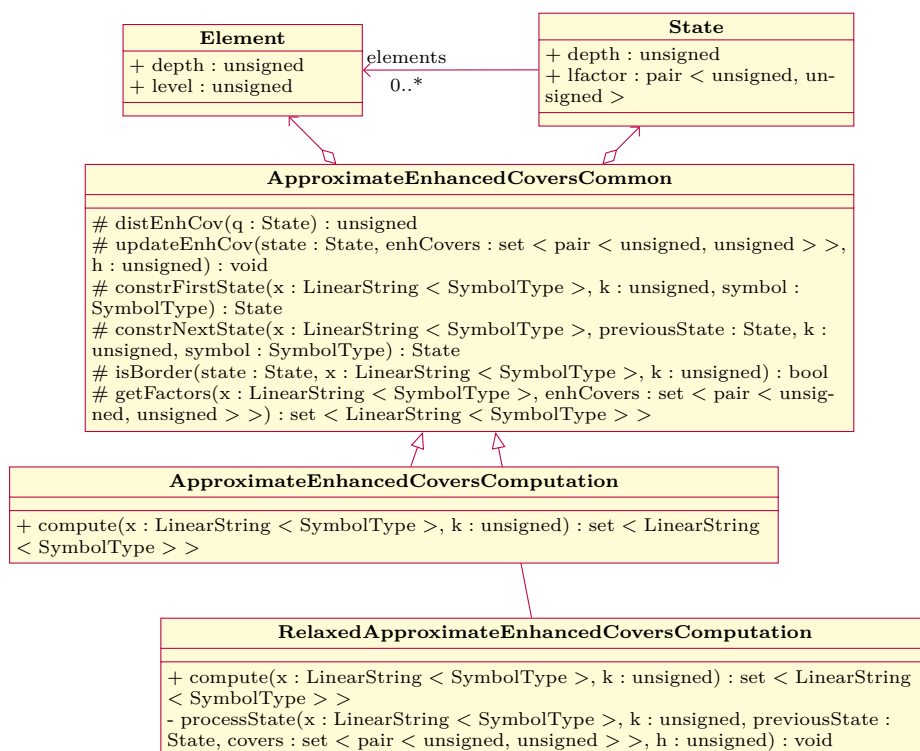 Element
+ depth : unsigned
+ level : unsigned
elements
0..*
State
+ depth : unsigned
+ lfactor : pair < unsigned, un-
signed >
ApproximateEnhancedCoversCommon
# distEnhCov(q : State) : unsigned
# updateEnhCov(state : State, enhCovers : set < pair < unsigned, unsigned > >,
h : unsigned) : void
# constrFirstState(x : LinearString < SymbolType >, k : unsigned, symbol :
SymbolType) : State
# constrNextState(x : LinearString < SymbolType >, previousState : State, k :
unsigned, symbol : SymbolType) : State
# isBorder(state : State, x : LinearString < SymbolType >, k : unsigned) : bool
# getFactors(x : LinearString < SymbolType >, enhCovers : set < pair < unsig-
ned, unsigned > >) : set < LinearString < SymbolType > >
ApproximateEnhancedCoversComputation
+ compute(x : LinearString < SymbolType >, k : unsigned) : set < LinearString
< SymbolType > >
RelaxedApproximateEnhancedCoversComputation
+ compute(x : LinearString < SymbolType >, k : unsigned) : set < LinearString
< SymbolType > >
- processState(x : LinearString < SymbolType >, k : unsigned, previousState :
State, covers : set < pair < unsigned, unsigned > >, h : unsigned) : void